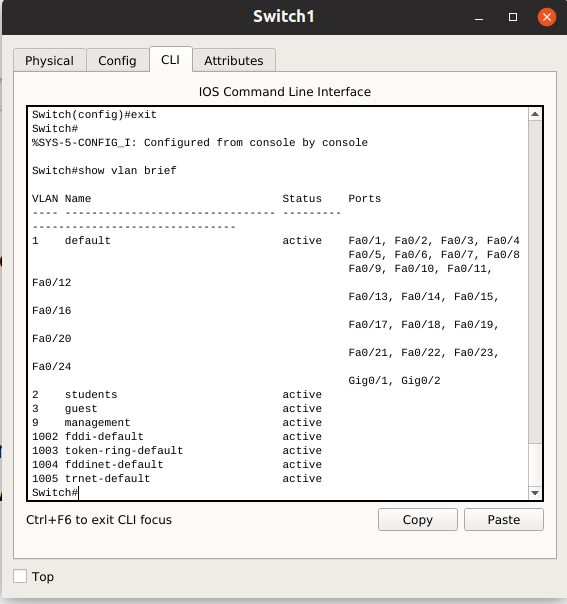 Switch1
Physical Config CLI Attributes
IOS Command Line Interface
Switch(config)#exit
Switch#
%SYS-5-CONFIG_I: Configured from console by console
Switch#show vlan brief
VLAN Name                             Status    Ports
---- -------------------------------- ---------
-------------------------------
1    default                          active    Fa0/1, Fa0/2, Fa0/3, Fa0/4
                                                Fa0/5, Fa0/6, Fa0/7, Fa0/8
                                                Fa0/9, Fa0/10, Fa0/11,
Fa0/12
                                                Fa0/13, Fa0/14, Fa0/15,
Fa0/16
                                                Fa0/17, Fa0/18, Fa0/19,
Fa0/20
                                                Fa0/21, Fa0/22, Fa0/23,
Fa0/24
                                                Gig0/1, Gig0/2
2    students                         active
3    guest                            active
9    management                       active
1002 fddi-default                     active
1003 token-ring-default               active
1004 fddinet-default                  active
1005 trnet-default                    active
Switch#
Ctrl+F6 to exit CLI focus Copy Paste
Top